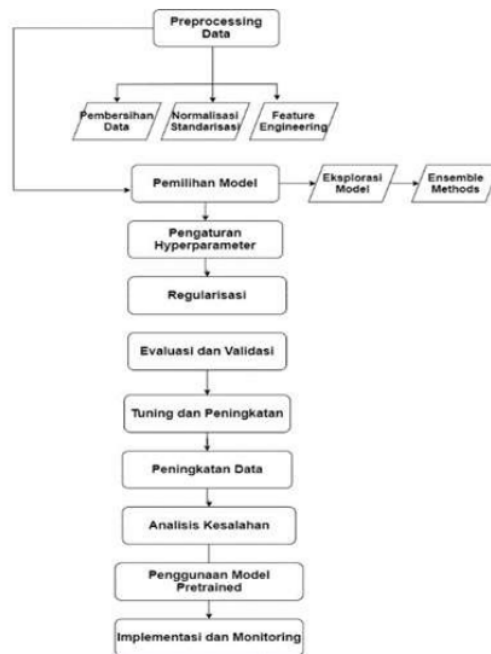 Preprocessing
Data
Pembersihan
Data
Normalisasi
Standarisasi
Feature
Engineering
Pemilihan Model
Eksplorasi
Model
Ensemble
Methods
Pengaturan
Hyperparameter
Regularisasi
Evaluasi dan Validasi
Tuning dan Peningkatan
Peningkatan Data
Analisis Kesalahan
Penggunaan Model
Pretrained
Implementasi dan Monitoring